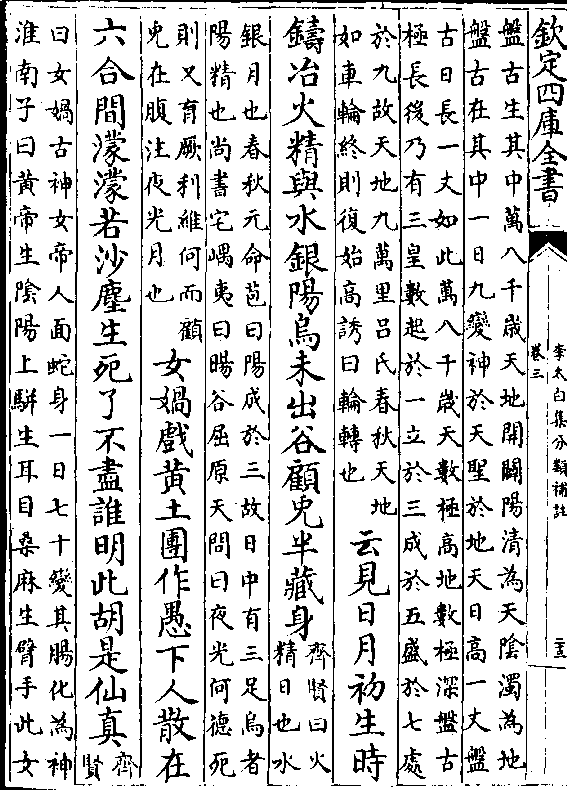 欽定四庫全書
李太白集分類補註
卷三
盤古生其中萬八千歲天地開闢陽清為天隂濁為地
盤古在其中一日九變神於天聖於地天日高一丈盤
古日長一丈如此萬八千歲天數極高地數極深盤古
極長後乃有三皇數起於一立於三成於五盛於七處
於九故天地九萬里吕氏春秋天地
如車輪終則復始高誘曰輪轉也
云見日月初生時
鑄冶火精與水銀陽烏未出谷顧兎半藏身
齊賢曰火
精日也水
銀月也春秋元命苞曰陽成於三故日中有三足烏者
陽精也尚書宅嵎夷曰暘谷屈原天問曰夜光何德死
則又育厥利維何而顧
兎在腹注夜光月也
女媧戲黄土團作愚下人散在
六合間濛濛若沙塵生死了不盡誰明此胡是仙真
齊
賢
曰女媧古神女帝人面蛇身一日七十變其腸化為神
淮南子曰黄帝生隂陽上駢生耳目桑麻生臂手此女